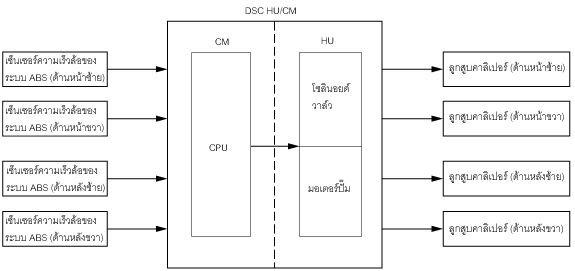 DSC HU/CM
CM
HU
เซ็นเซอร์ความเร็วล้อของ
ระบบ ABS (ด้านหน้าซ้าย)
เซ็นเซอร์ความเร็วล้อของ
ระบบ ABS (ด้านหน้าขวา)
เซ็นเซอร์ความเร็วล้อของ
ระบบ ABS (ด้านหลังซ้าย)
เซ็นเซอร์ความเร็วล้อของ
ระบบ ABS (ด้านหลังขวา)
CPU
โซลินอยด์
วาล์ว
มอเตอร์ปั๊ม
ลูกสูบคาลิเปอร์ (ด้านหน้าซ้าย)
ลูกสูบคาลิเปอร์ (ด้านหน้าขวา)
ลูกสูบคาลิเปอร์ (ด้านหลังซ้าย)
ลูกสูบคาลิเปอร์ (ด้านหลังขวา)